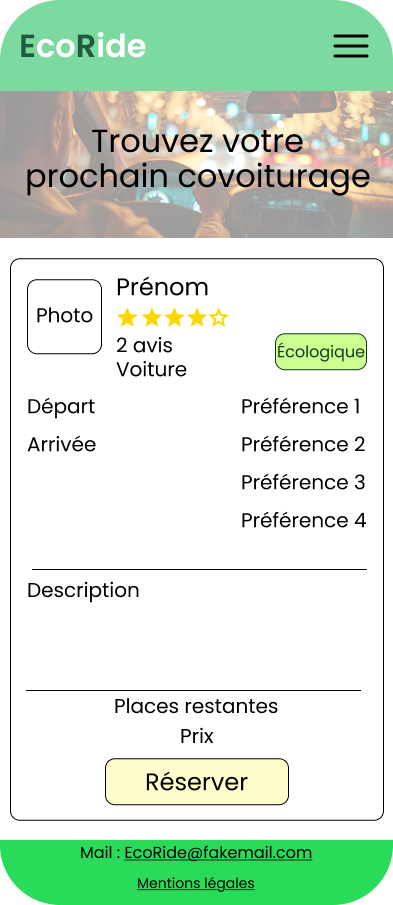 EcoRide
Trouvez votre
prochain covoiturage
Photo
Prénom
2 avis
Voiture
Écologique
Départ
Arrivée
Préférence 1
Préférence 2
Préférence 3
Préférence 4
Description
Places restantes
Prix
Réserver
Mail : EcoRide@fakemail.com
Mentions légales